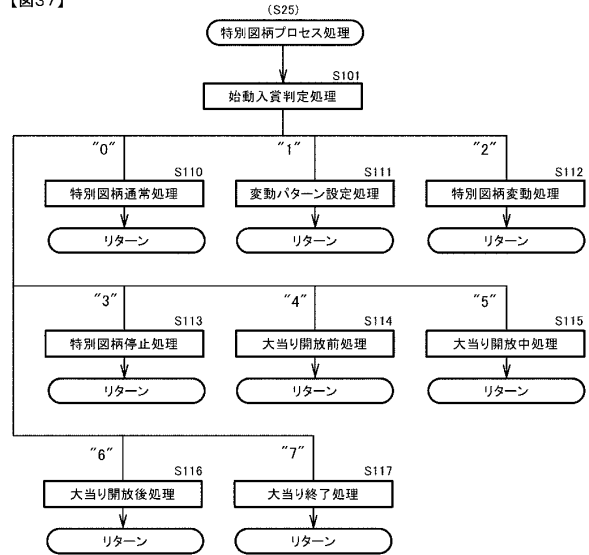 【図37】
(S25)
特別図柄プロセス処理
S101
始動入賞判定処理
"0"
"1"
"2"
S110
S111
S112
特別図柄通常処理
変動パターン設定処理
特別図柄変動処理
リターン
リターン
リターン
"3"
"4"
"5"
S113
S114
S115
特別図柄停止処理
大当り開放前処理
大当り開放中処理
リターン
リターン
リターン
"6"
"7"
S116
S117
大当り開放後処理
大当り終了処理
リターン
リターン